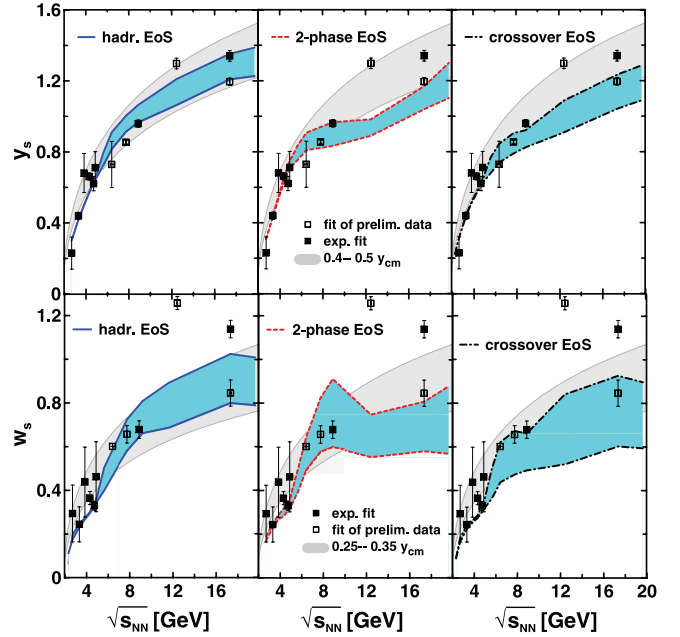 1.6
1.2
0.8
0.4
0
y_s
hadr. EoS
2-phase EoS
crossover EoS
fit of prelim. data
exp. fit
0.4– 0.5 y_cm
1.2
0.8
0.4
0
w_s
hadr. EoS
2-phase EoS
crossover EoS
exp. fit
fit of prelim. data
0.25-- 0.35 y_cm
4 8 12 16
4 8 12 16
4 8 12 16 20
√s_NN [GeV]
√s_NN [GeV]
√s_NN [GeV]